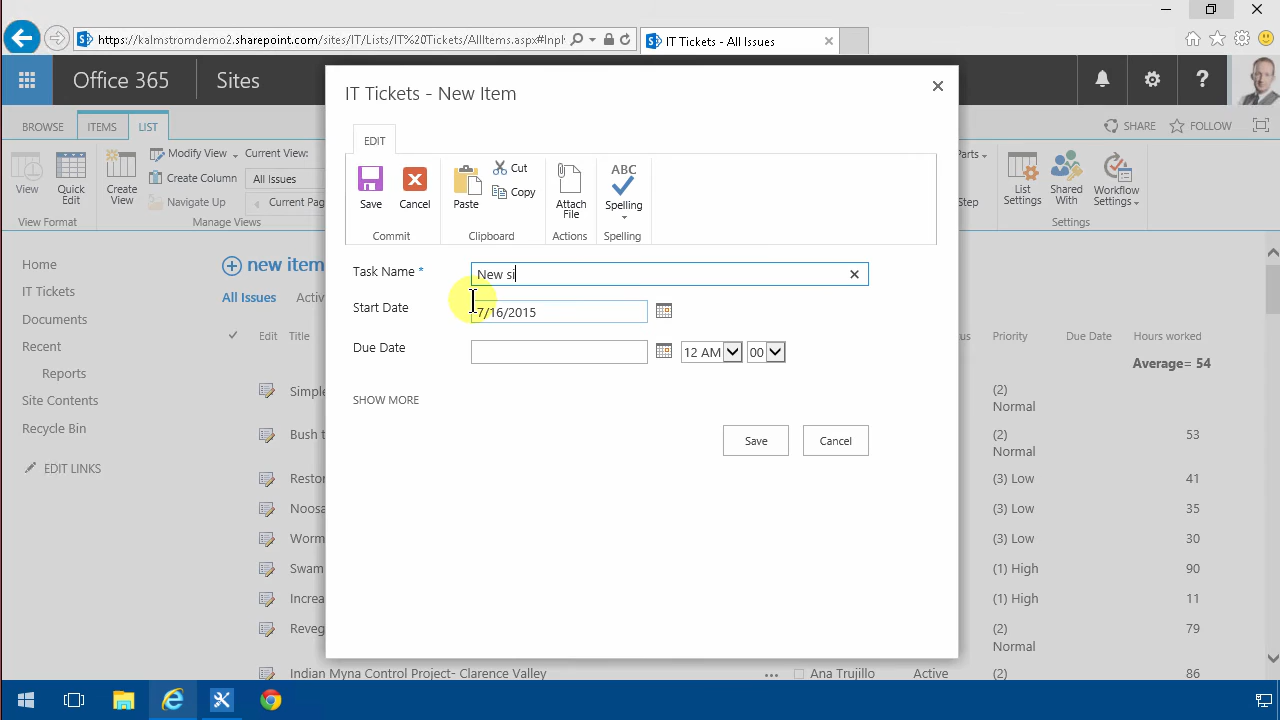 https://kalmstromdemo2.sharepoint.com/sites/IT/Lists/IT%20Tickets/AllItems.aspx#Inpl
IT Tickets - All Issues
Office 365
Sites
IT Tickets - New Item
BROWSE
ITEMS
LIST
SHARE
FOLLOW
EDIT
View
Quick Edit
Create View
Modify View
Create Column
Navigate Up
Current View:
All Issues
Current Pag
View Format
Manage Views
Save
Cancel
Commit
Paste
Cut
Copy
Clipboard
Attach File
Actions
ABC
Spelling
Spelling
Parts
Step
List Settings
Shared With
Workflow Settings
Settings
Home
IT Tickets
Documents
Recent
Reports
Site Contents
Recycle Bin
EDIT LINKS
new item
All Issues
Activ
Edit
Title
Task Name *
New si
Start Date
7/16/2015
Due Date
12 AM
00
SHOW MORE
Save
Cancel
us
Priority
Due Date
Hours worked
Average= 54
Simple
(2) Normal
Bush t
(2) Normal
53
Restor
(3) Low
41
Noosa
(3) Low
35
Worm
(3) Low
30
Swam
(1) High
90
Increa
(1) High
11
Reveg
(2) Normal
79
Indian Myna Control Project- Clarence Valley
Ana Trujillo
Active
(2)
86